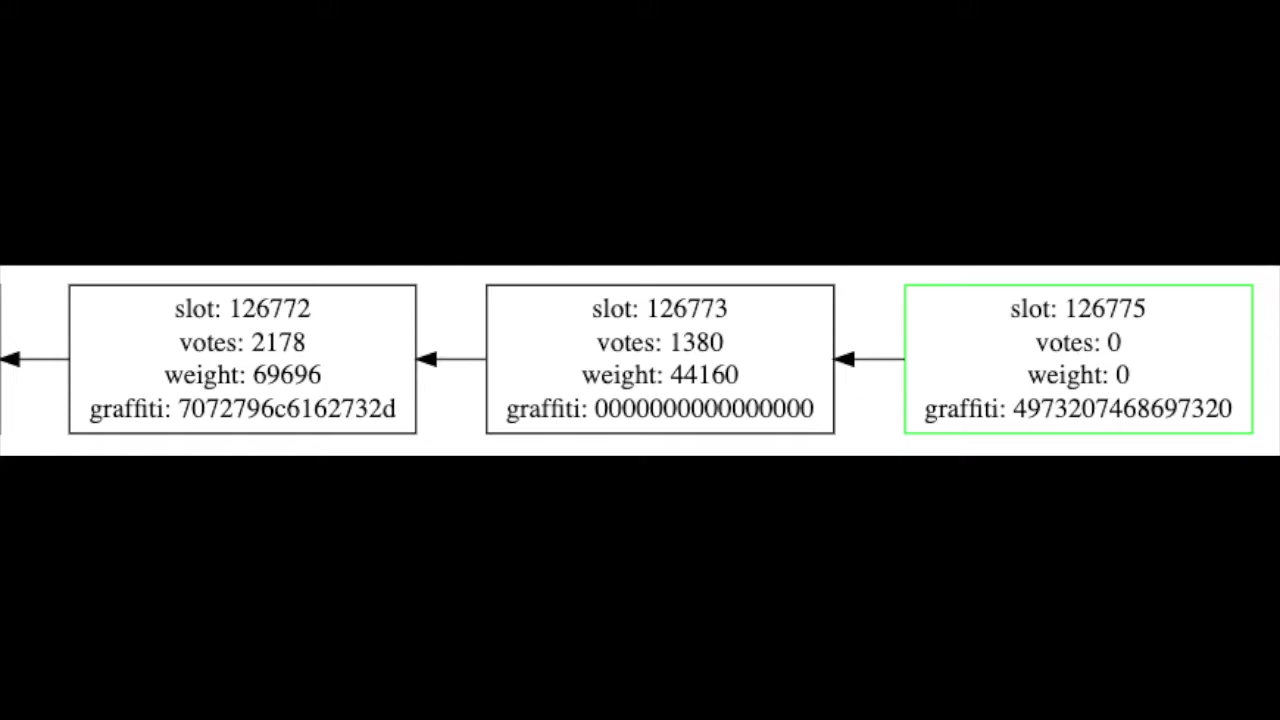 slot: 126772
votes: 2178
weight: 69696
graffiti: 7072796c6162732d
slot: 126773
votes: 1380
weight: 44160
graffiti: 0000000000000000
slot: 126775
votes: 0
weight: 0
graffiti: 4973207468697320